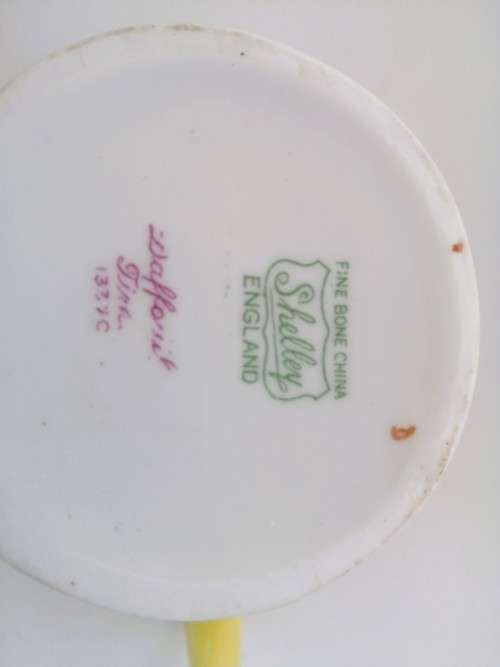 FINE BONE CHINA
Shelley
ENGLAND
Daffodil
Time